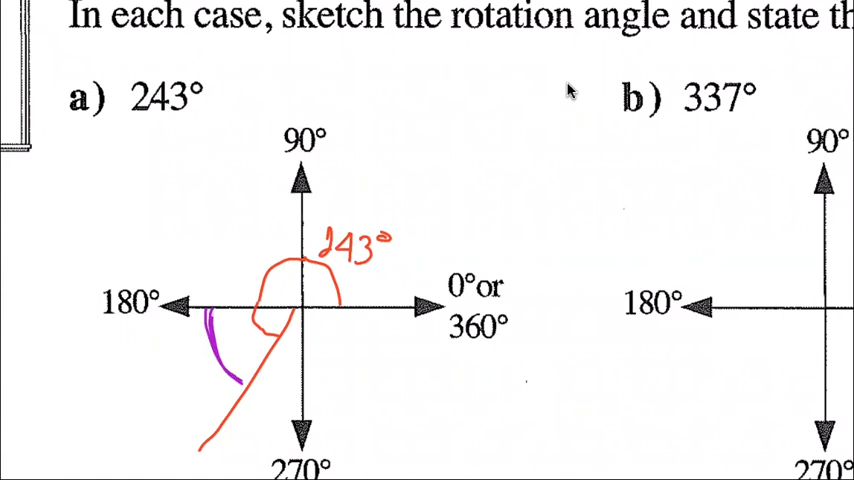 In each case, sketch the rotation angle and state th
a) 243°
b) 337°
90°
90°
243°
180°
0° or
360°
180°
270°
270°